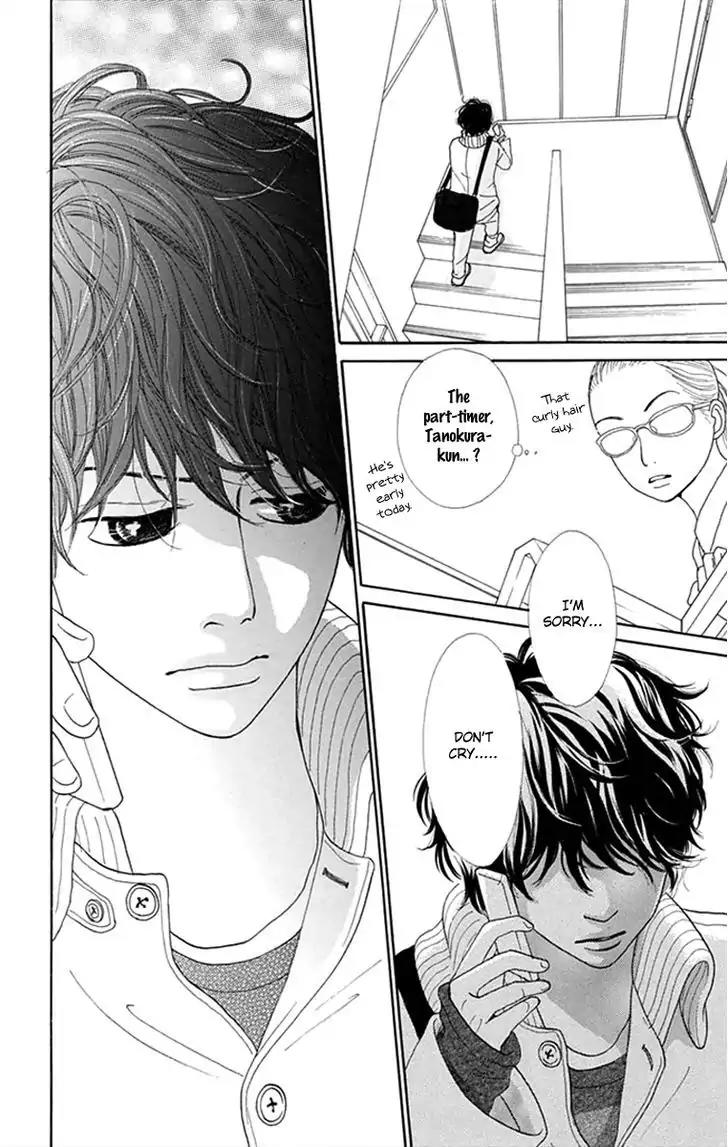 That
curly hair
guy.
The
part-timer,
Tanokura-
kun... ?
He's
pretty
early
today.
I'M
SORRY...
DON'T
CRY.....